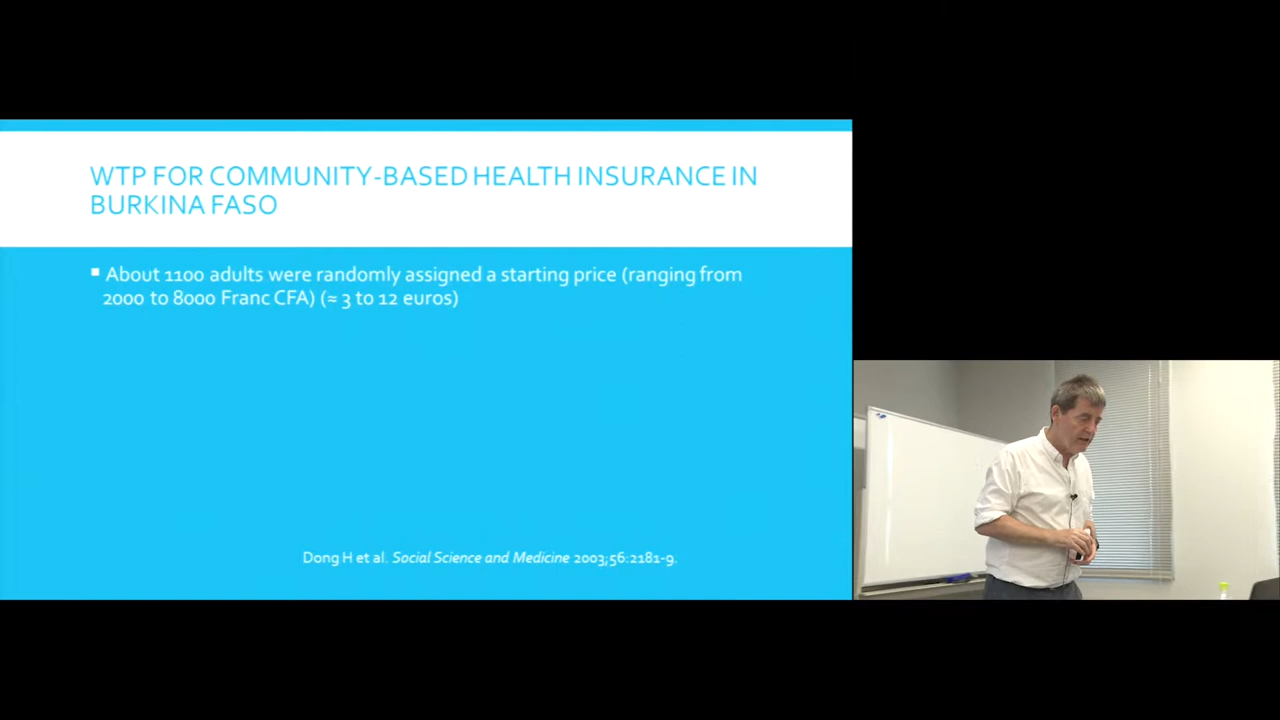 WTP FOR COMMUNITY-BASED HEALTH INSURANCE IN
BURKINA FASO
▪ About 1100 adults were randomly assigned a starting price (ranging from
2000 to 8000 Franc CFA) (≈ 3 to 12 euros)
Dong H et al. Social Science and Medicine 2003;56:2181-9.